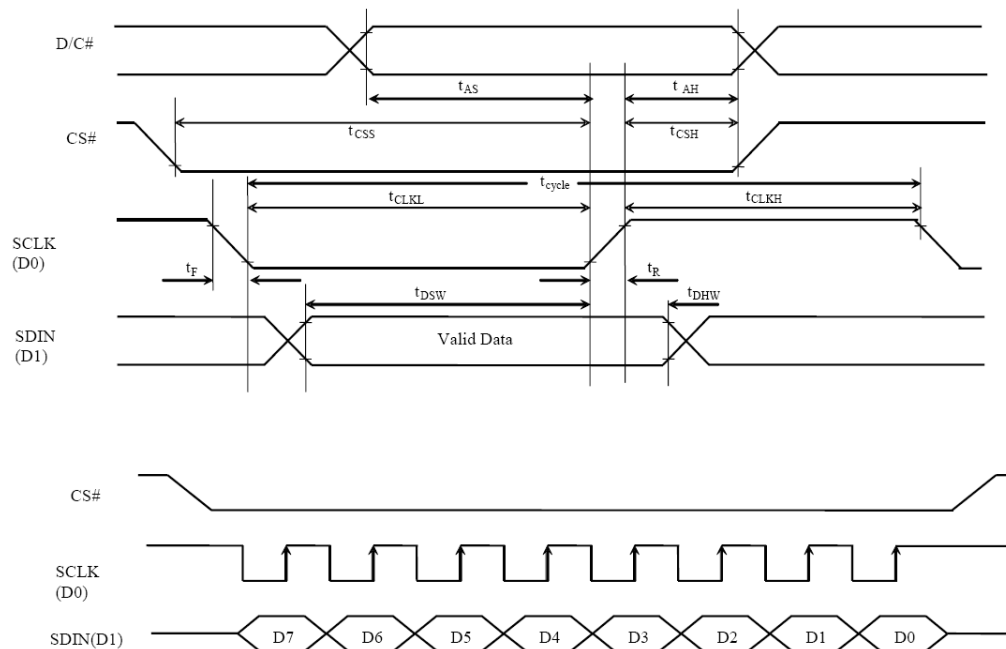 D/C#
tAS
t AH
CS#
tCSS
tCSH
tcycle
tCLKL
tCLKH
SCLK
(D0)
tF
tR
tDSW
tDHW
SDIN
(D1)
Valid Data
CS#
SCLK
(D0)
SDIN(D1)
D7 D6 D5 D4 D3 D2 D1 D0